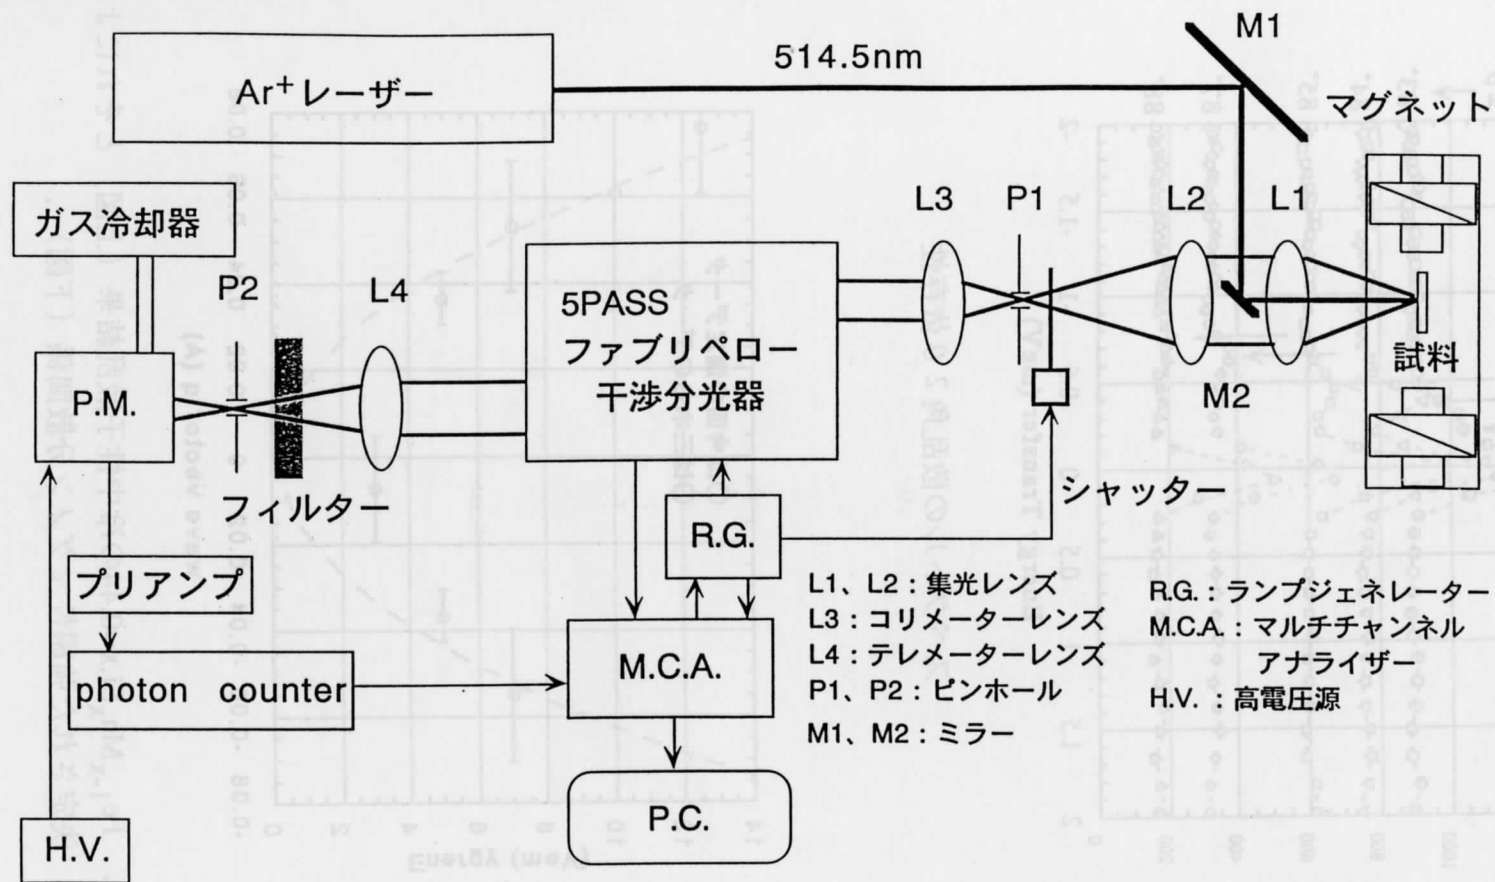 M1
514.5nm
Ar⁺レーザー
マグネット
ガス冷却器
L3
P1
L2
L1
P2
L4
5PASS
ファブリペロー
干渉分光器
試料
P.M.
M2
フィルター
シャッター
R.G.
プリアンプ
photon counter
M.C.A.
P.C.
H.V.
L1、L2：集光レンズ
L3：コリメーターレンズ
L4：テレメーターレンズ
P1、P2：ピンホール
M1、M2：ミラー
R.G.：ランプジェネレーター
M.C.A.：マルチチャンネル
アナライザー
H.V.：高電圧源